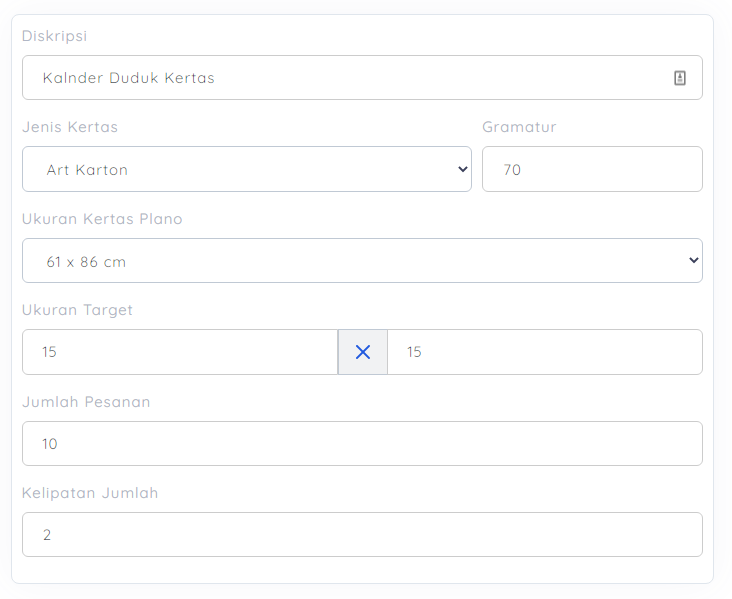 Diskripsi
Kalnder Duduk Kertas
Jenis Kertas Gramatur
Art Karton 70
Ukuran Kertas Plano
61 x 86 cm
Ukuran Target
15 15
Jumlah Pesanan
10
Kelipatan Jumlah
2